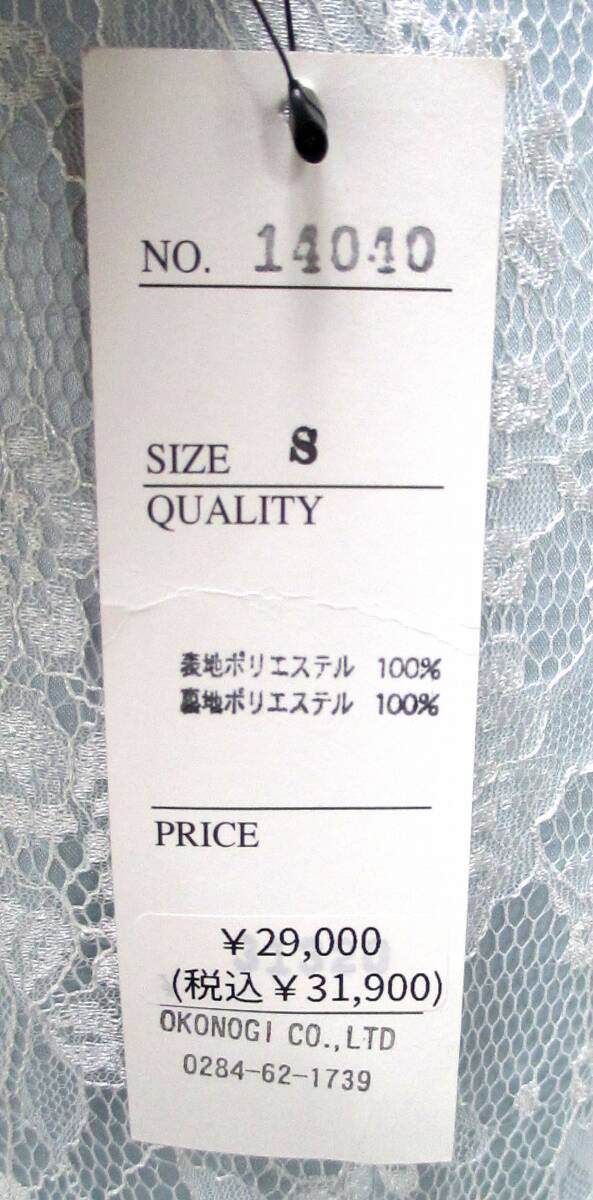 NO. 14040
SIZE S
QUALITY
表地ポリエステル 100%
裏地ポリエステル 100%
PRICE
￥29,000
(税込￥31,900)
OKONOGI CO.,LTD
0284-62-1739